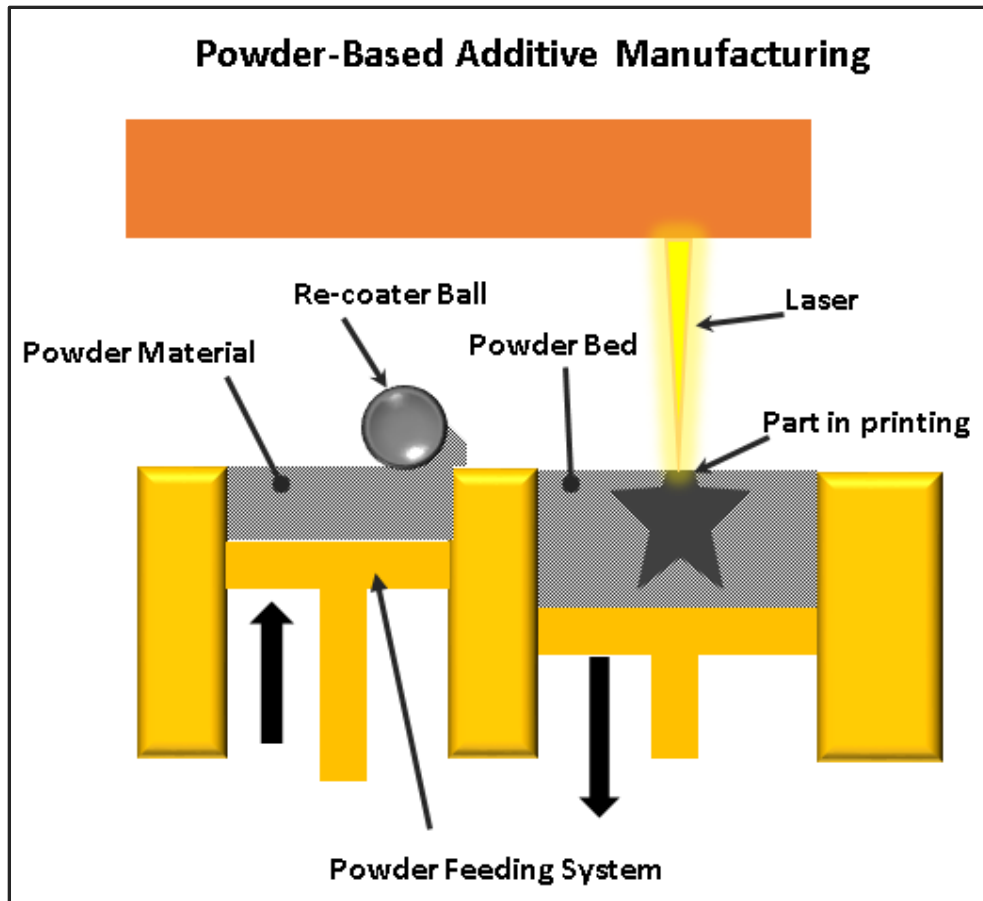 Powder-Based Additive Manufacturing
Re-coater Ball
Laser
Powder Material
Powder Bed
Part in printing
Powder Feeding System